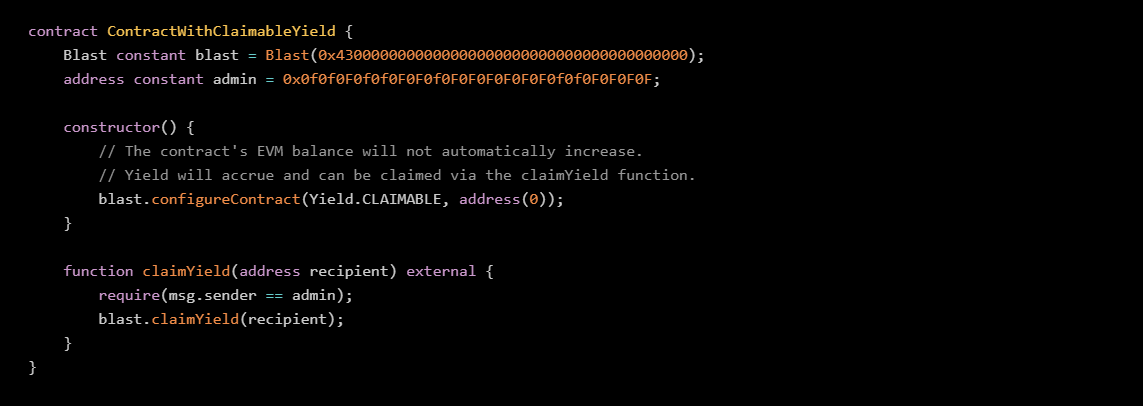 contract ContractWithClaimableYield {
Blast constant blast = Blast(0x4300000000000000000000000000000000000000);
address constant admin = 0x0f0F0F0f0f0F0F0f0F0F0F0F0F0F0f0f0F0F0F0F;
constructor() {
// The contract's EVM balance will not automatically increase.
// Yield will accrue and can be claimed via the claimYield function.
blast.configureContract(Yield.CLAIMABLE, address(0));
}
function claimYield(address recipient) external {
require(msg.sender == admin);
blast.claimYield(recipient);
}
}